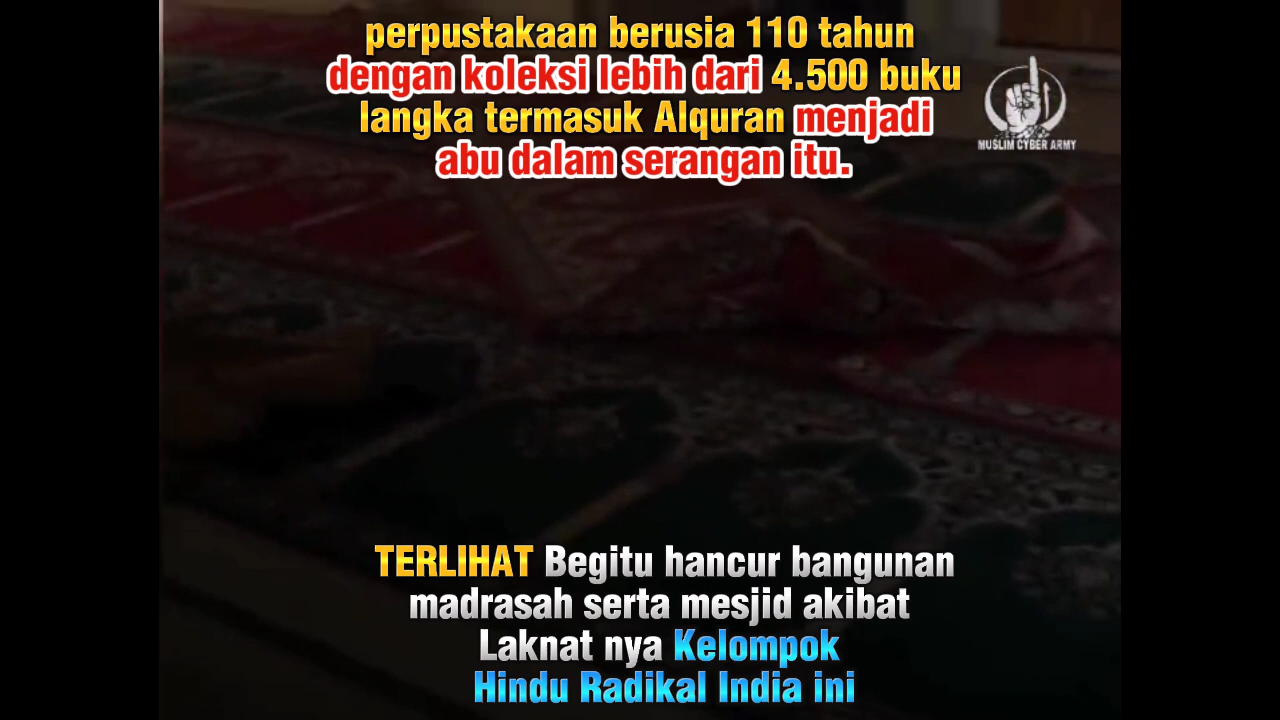 perpustakaan berusia 110 tahun
dengan koleksi lebih dari 4.500 buku
langka termasuk Alquran menjadi
abu dalam serangan itu.
MUSLIM CYBER ARMY
TERLIHAT Begitu hancur bangunan
madrasah serta mesjid akibat
Laknat nya Kelompok
Hindu Radikal India ini